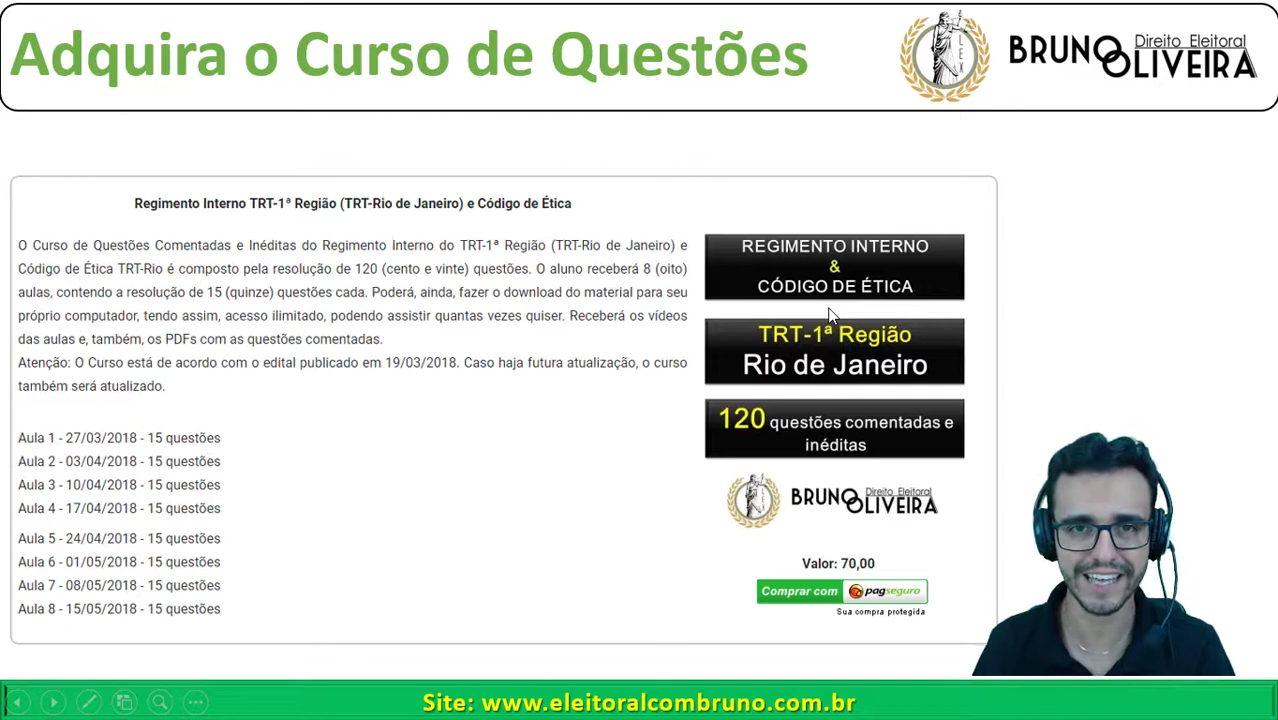 Adquira o Curso de Questões
LEX
BRUNO OLIVEIRA
Direito Eleitoral
Regimento Interno TRT-1ª Região (TRT-Rio de Janeiro) e Código de Ética
O Curso de Questões Comentadas e Inéditas do Regimento Interno do TRT-1ª Região (TRT-Rio de Janeiro) e
Código de Ética TRT-Rio é composto pela resolução de 120 (cento e vinte) questões. O aluno receberá 8 (oito)
aulas, contendo a resolução de 15 (quinze) questões cada. Poderá, ainda, fazer o download do material para seu
próprio computador, tendo assim, acesso ilimitado, podendo assistir quantas vezes quiser. Receberá os vídeos
das aulas e, também, os PDFs com as questões comentadas.
Atenção: O Curso está de acordo com o edital publicado em 19/03/2018. Caso haja futura atualização, o curso
também será atualizado.
Aula 1 - 27/03/2018 - 15 questões
Aula 2 - 03/04/2018 - 15 questões
Aula 3 - 10/04/2018 - 15 questões
Aula 4 - 17/04/2018 - 15 questões
Aula 5 - 24/04/2018 - 15 questões
Aula 6 - 01/05/2018 - 15 questões
Aula 7 - 08/05/2018 - 15 questões
Aula 8 - 15/05/2018 - 15 questões
REGIMENTO INTERNO
&
CÓDIGO DE ÉTICA
TRT-1ª Região
Rio de Janeiro
120 questões comentadas e
inéditas
BRUNO OLIVEIRA
Direito Eleitoral
Valor: 70,00
Comprar com pagseguro
Sua compra protegida
Site: www.eleitoralcombruno.com.br